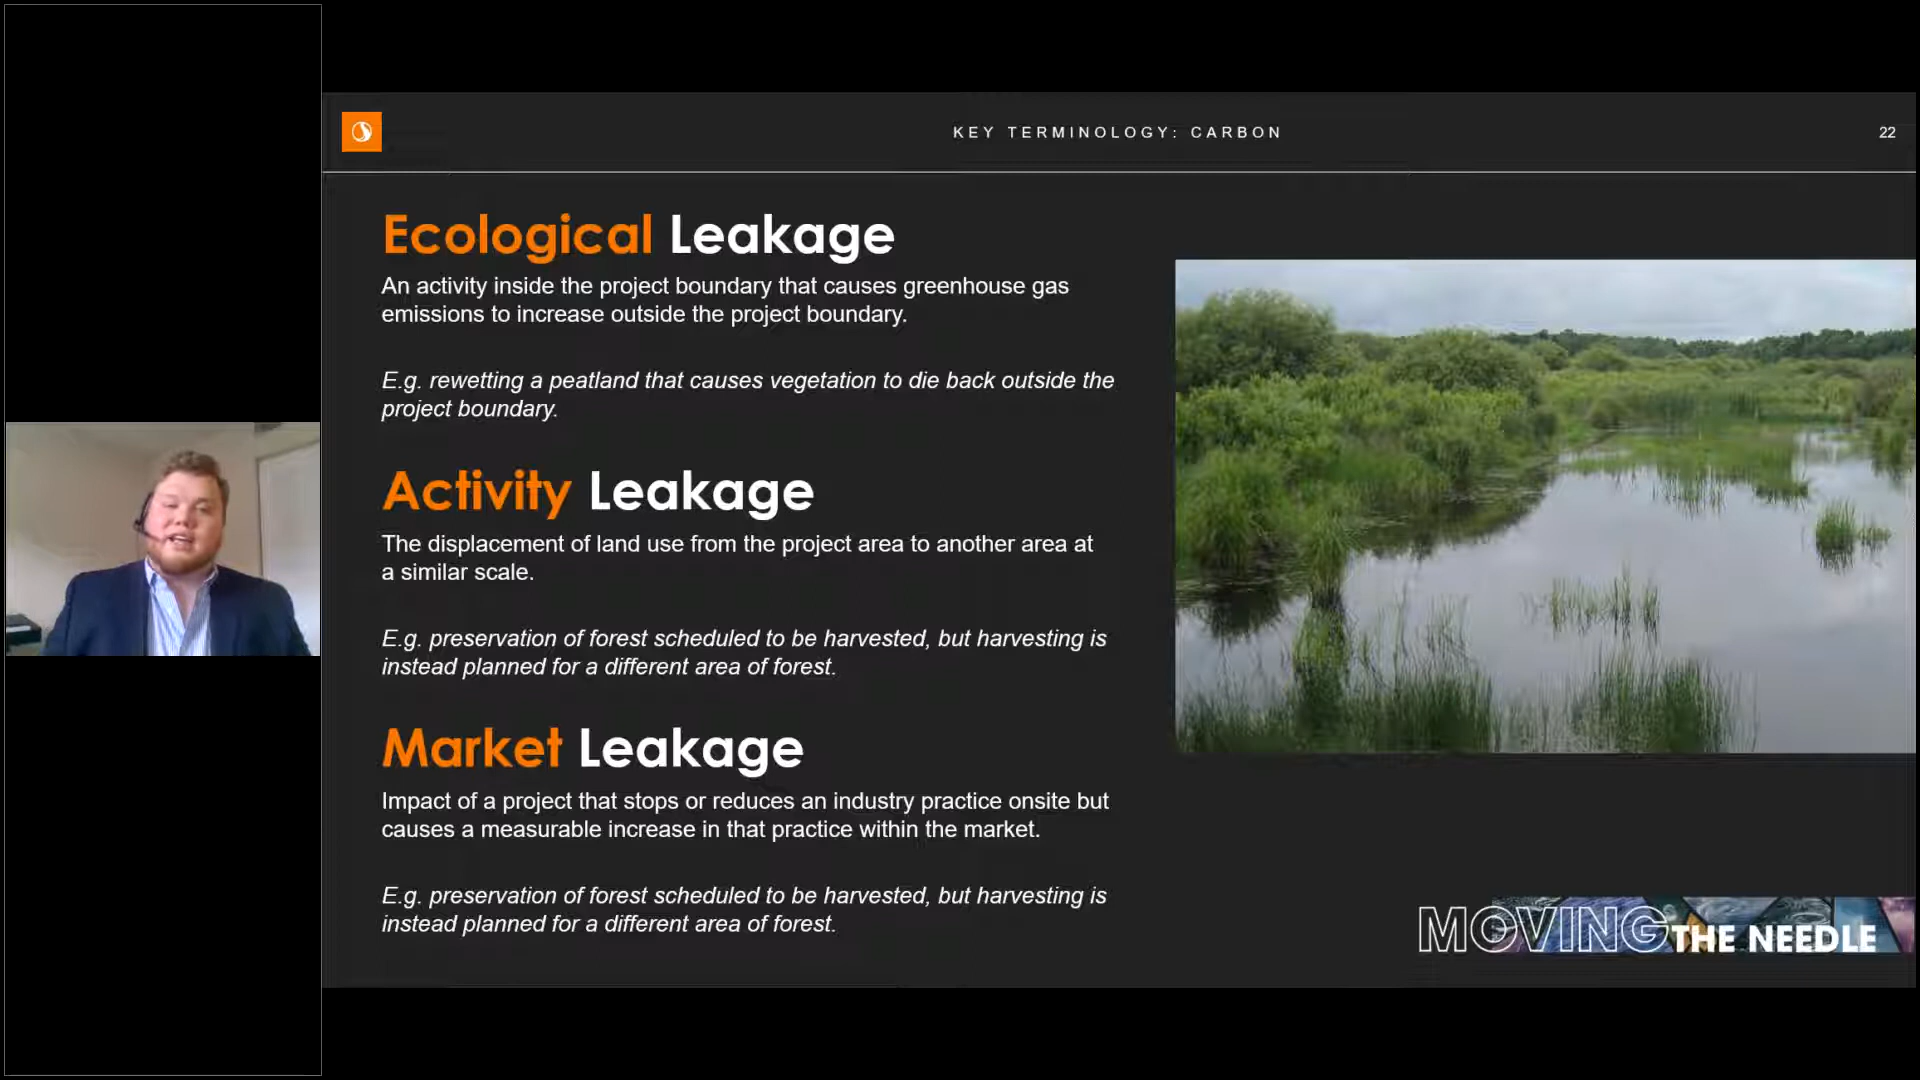 KEY TERMINOLOGY: CARBON
22
Ecological Leakage
An activity inside the project boundary that causes greenhouse gas
emissions to increase outside the project boundary.
E.g. rewetting a peatland that causes vegetation to die back outside the
project boundary.
Activity Leakage
The displacement of land use from the project area to another area at
a similar scale.
E.g. preservation of forest scheduled to be harvested, but harvesting is
instead planned for a different area of forest.
Market Leakage
Impact of a project that stops or reduces an industry practice onsite but
causes a measurable increase in that practice within the market.
E.g. preservation of forest scheduled to be harvested, but harvesting is
instead planned for a different area of forest.
MOVING THE NEEDLE